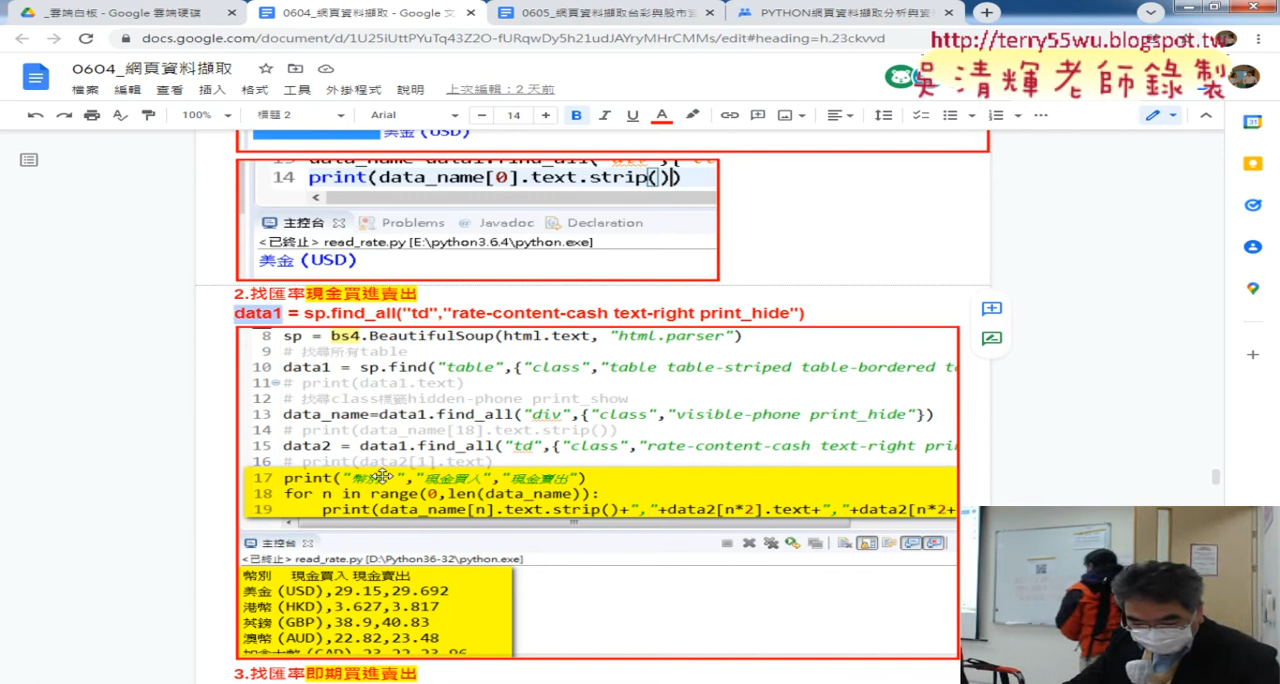 _雲端白板 - Google 雲端硬碟
0604_網頁資料擷取 - Google 文
0605_網頁資料擷取台彩與股市
PYTHON網頁資料擷取分析與
docs.google.com/document/d/1U25iUttPYuTq43Z2O-fURqwDy5h21udJAYryMHrCMMs/edit#heading=h.23ckvvd
http://terry55wu.blogspot.tw
吳清輝老師錄製
0604_網頁資料擷取
檔案 編輯 查看 插入 格式 工具 外掛程式 說明 上次編輯：2 天前
100% 標題 2 Arial 14
美金 (USD)
14 print(data_name[0].text.strip())
主控台 Problems Javadoc Declaration
<已終止> read_rate.py [E:\python3.6.4\python.exe]
美金 (USD)
2.找匯率現金買進賣出
data1 = sp.find_all("td","rate-content-cash text-right print_hide")
8 sp = bs4.BeautifulSoup(html.text, "html.parser")
9 # 找尋所有table
10 data1 = sp.find("table",{"class","table table-striped table-bordered
11 # print(data1.text)
12 # 找尋class標籤hidden-phone print_show
13 data_name=data1.find_all("div",{"class","visible-phone print_hide"})
14 # print(data_name[18].text.strip())
15 data2 = data1.find_all("td",{"class","rate-content-cash text-right
16 # print(data2[1].text)
17 print("幣別 ","現金買入","現金賣出")
18 for n in range(0,len(data_name)):
19 print(data_name[n].text.strip()+","+data2[n*2].text+","+data2[n*2+
主控台
<已終止> read_rate.py [D:\Python36-32\python.exe]
幣別 現金買入 現金賣出
美金 (USD),29.15,29.692
港幣 (HKD),3.627,3.817
英鎊 (GBP),38.9,40.83
澳幣 (AUD),22.82,23.48
3.找匯率即期買進賣出